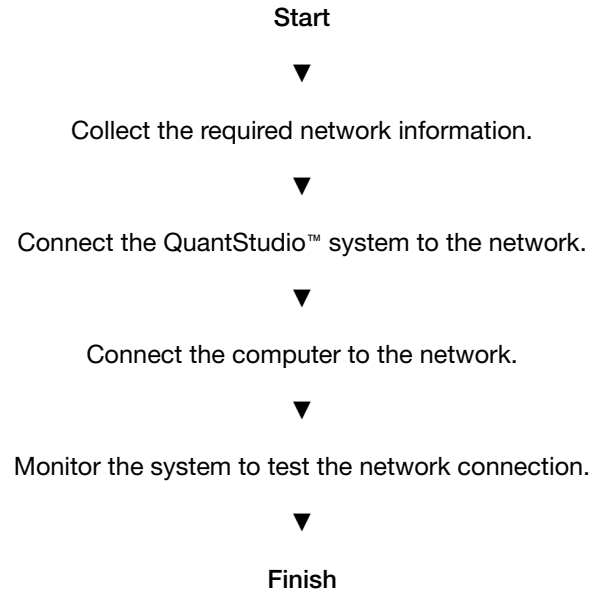 Start
▼
Collect the required network information.
▼
Connect the QuantStudio™ system to the network.
▼
Connect the computer to the network.
▼
Monitor the system to test the network connection.
▼
Finish